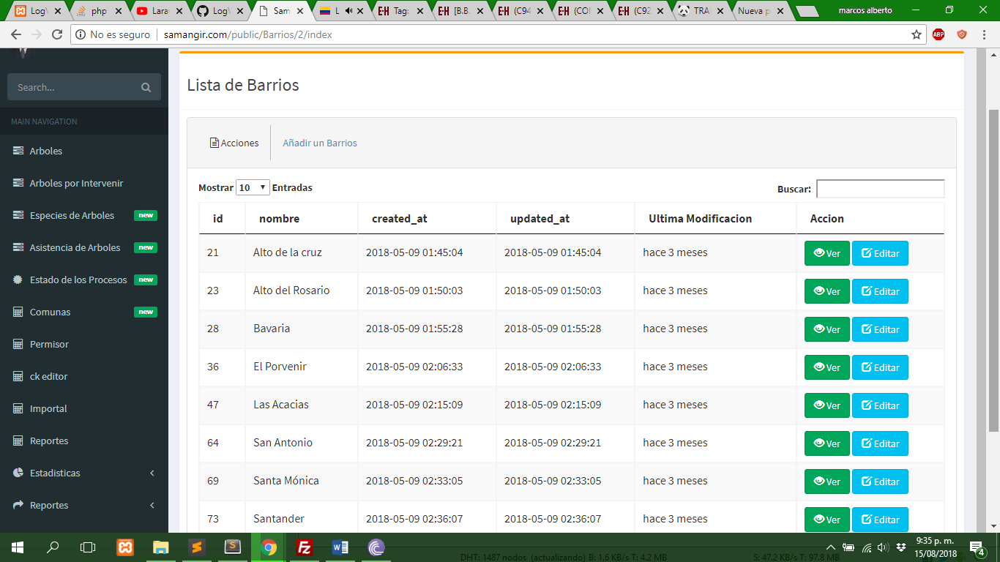 Log\
php
Lara
Log\
Sam
L
E-H Tag:
E-H [B.B.
E-H (C94
E-H (COI
E-H (C92
TRA
Nueva p
marcos alberto
No es seguro samangir.com/public/Barrios/2/index
ABP
Search...
MAIN NAVIGATION
Arboles
Arboles por Intervenir
Especies de Arboles new
Asistencia de Arboles new
Estado de los Procesos new
Comunas new
Permisor
ck editor
Importal
Reportes
Estadisticas
Reportes
Lista de Barrios
Acciones Añadir un Barrios
Mostrar 10 Entradas Buscar:
id nombre created_at updated_at Ultima Modificacion Accion
21 Alto de la cruz 2018-05-09 01:45:04 2018-05-09 01:45:04 hace 3 meses Ver Editar
23 Alto del Rosario 2018-05-09 01:50:03 2018-05-09 01:50:03 hace 3 meses Ver Editar
28 Bavaria 2018-05-09 01:55:28 2018-05-09 01:55:28 hace 3 meses Ver Editar
36 El Porvenir 2018-05-09 02:06:33 2018-05-09 02:06:33 hace 3 meses Ver Editar
47 Las Acacias 2018-05-09 02:15:09 2018-05-09 02:15:09 hace 3 meses Ver Editar
64 San Antonio 2018-05-09 02:29:21 2018-05-09 02:29:21 hace 3 meses Ver Editar
69 Santa Mónica 2018-05-09 02:33:05 2018-05-09 02:33:05 hace 3 meses Ver Editar
73 Santander 2018-05-09 02:36:07 2018-05-09 02:36:07 hace 3 meses Ver Editar
9:35 p. m.
15/08/2018
4
DHT: 1487 nodos (actualizando) B: 1.6 KB/s T: 4.2 MB S: 47.2 KB/s T: 97.8 MB